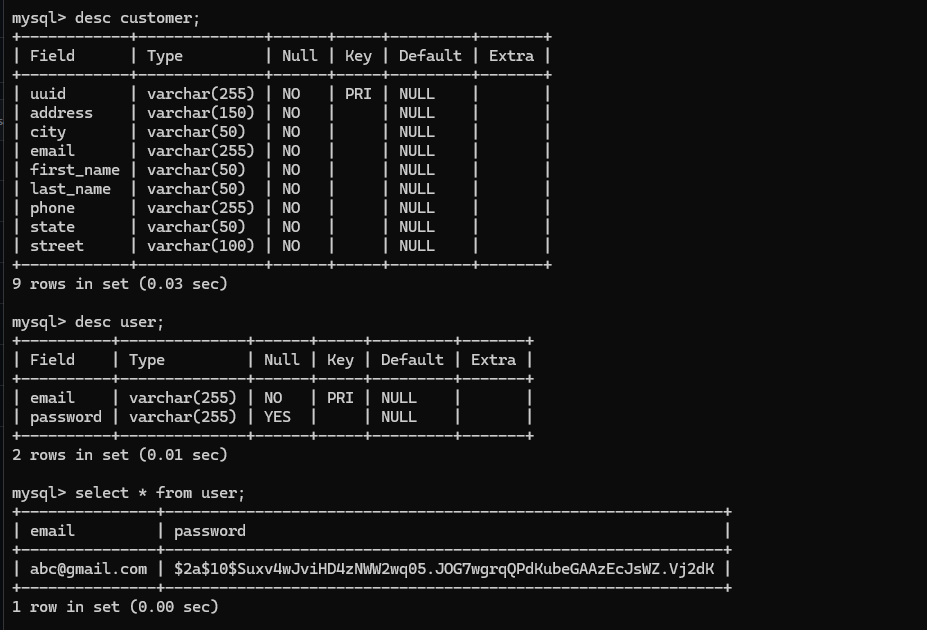 mysql> desc customer;
+------------+--------------+------+-----+---------+-------+
| Field      | Type         | Null | Key | Default | Extra |
+------------+--------------+------+-----+---------+-------+
| uuid       | varchar(255) | NO   | PRI | NULL    |       |
| address    | varchar(150) | NO   |     | NULL    |       |
| city       | varchar(50)  | NO   |     | NULL    |       |
| email      | varchar(255) | NO   |     | NULL    |       |
| first_name | varchar(50)  | NO   |     | NULL    |       |
| last_name  | varchar(50)  | NO   |     | NULL    |       |
| phone      | varchar(255) | NO   |     | NULL    |       |
| state      | varchar(50)  | NO   |     | NULL    |       |
| street     | varchar(100) | NO   |     | NULL    |       |
+------------+--------------+------+-----+---------+-------+
9 rows in set (0.03 sec)
mysql> desc user;
+----------+--------------+------+-----+---------+-------+
| Field    | Type         | Null | Key | Default | Extra |
+----------+--------------+------+-----+---------+-------+
| email    | varchar(255) | NO   | PRI | NULL    |       |
| password | varchar(255) | YES  |     | NULL    |       |
+----------+--------------+------+-----+---------+-------+
2 rows in set (0.01 sec)
mysql> select * from user;
+---------------+--------------------------------------------------------------+
| email         | password                                                     |
+---------------+--------------------------------------------------------------+
| abc@gmail.com | $2a$10$Suxv4wJviHD4zNWW2wq05.JOG7wgrqQPdKubeGAAzEcJsWZ.Vj2dK |
+---------------+--------------------------------------------------------------+
1 row in set (0.00 sec)